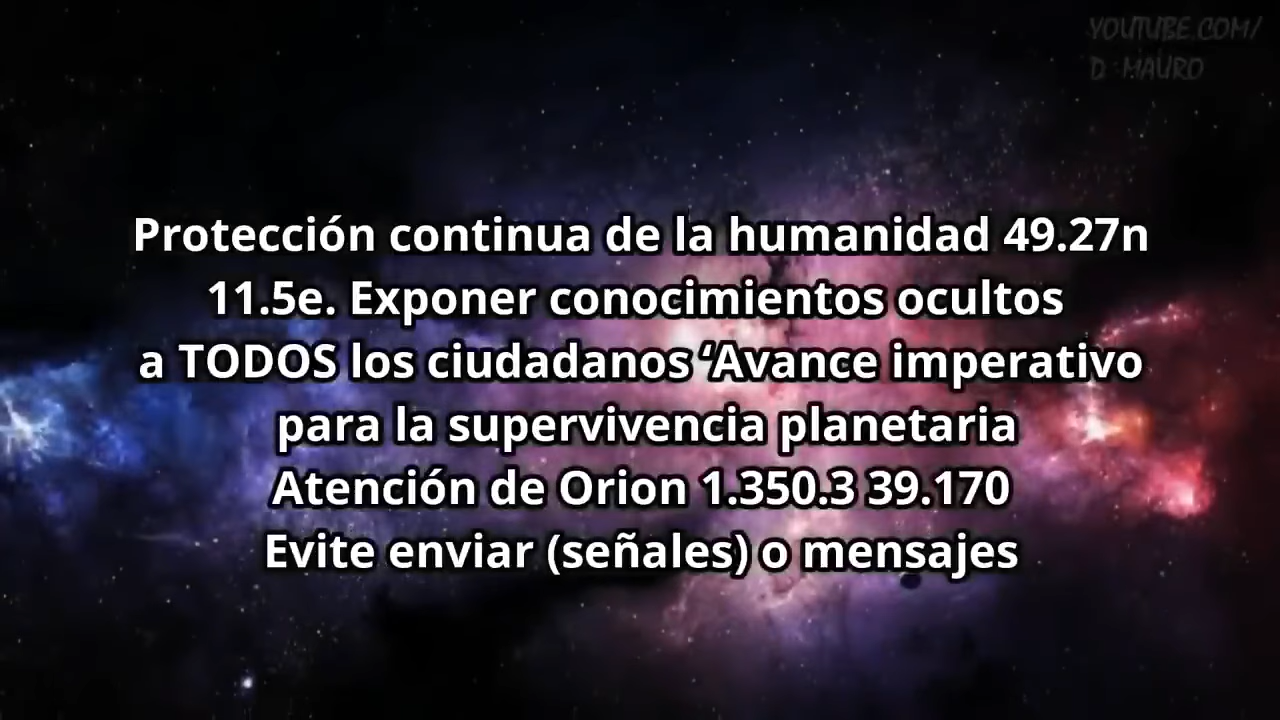 YOUTUBE.COM/
D MAURO
Protección continua de la humanidad 49.27n
11.5e. Exponer conocimientos ocultos
a TODOS los ciudadanos ‘Avance imperativo
para la supervivencia planetaria
Atención de Orion 1.350.3 39.170
Evite enviar (señales) o mensajes